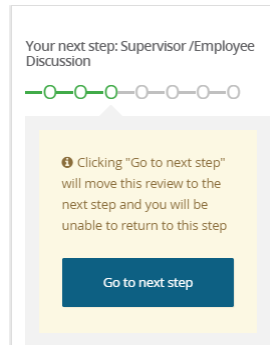 Your next step: Supervisor /Employee
Discussion
Clicking "Go to next step"
will move this review to the
next step and you will be
unable to return to this step
Go to next step